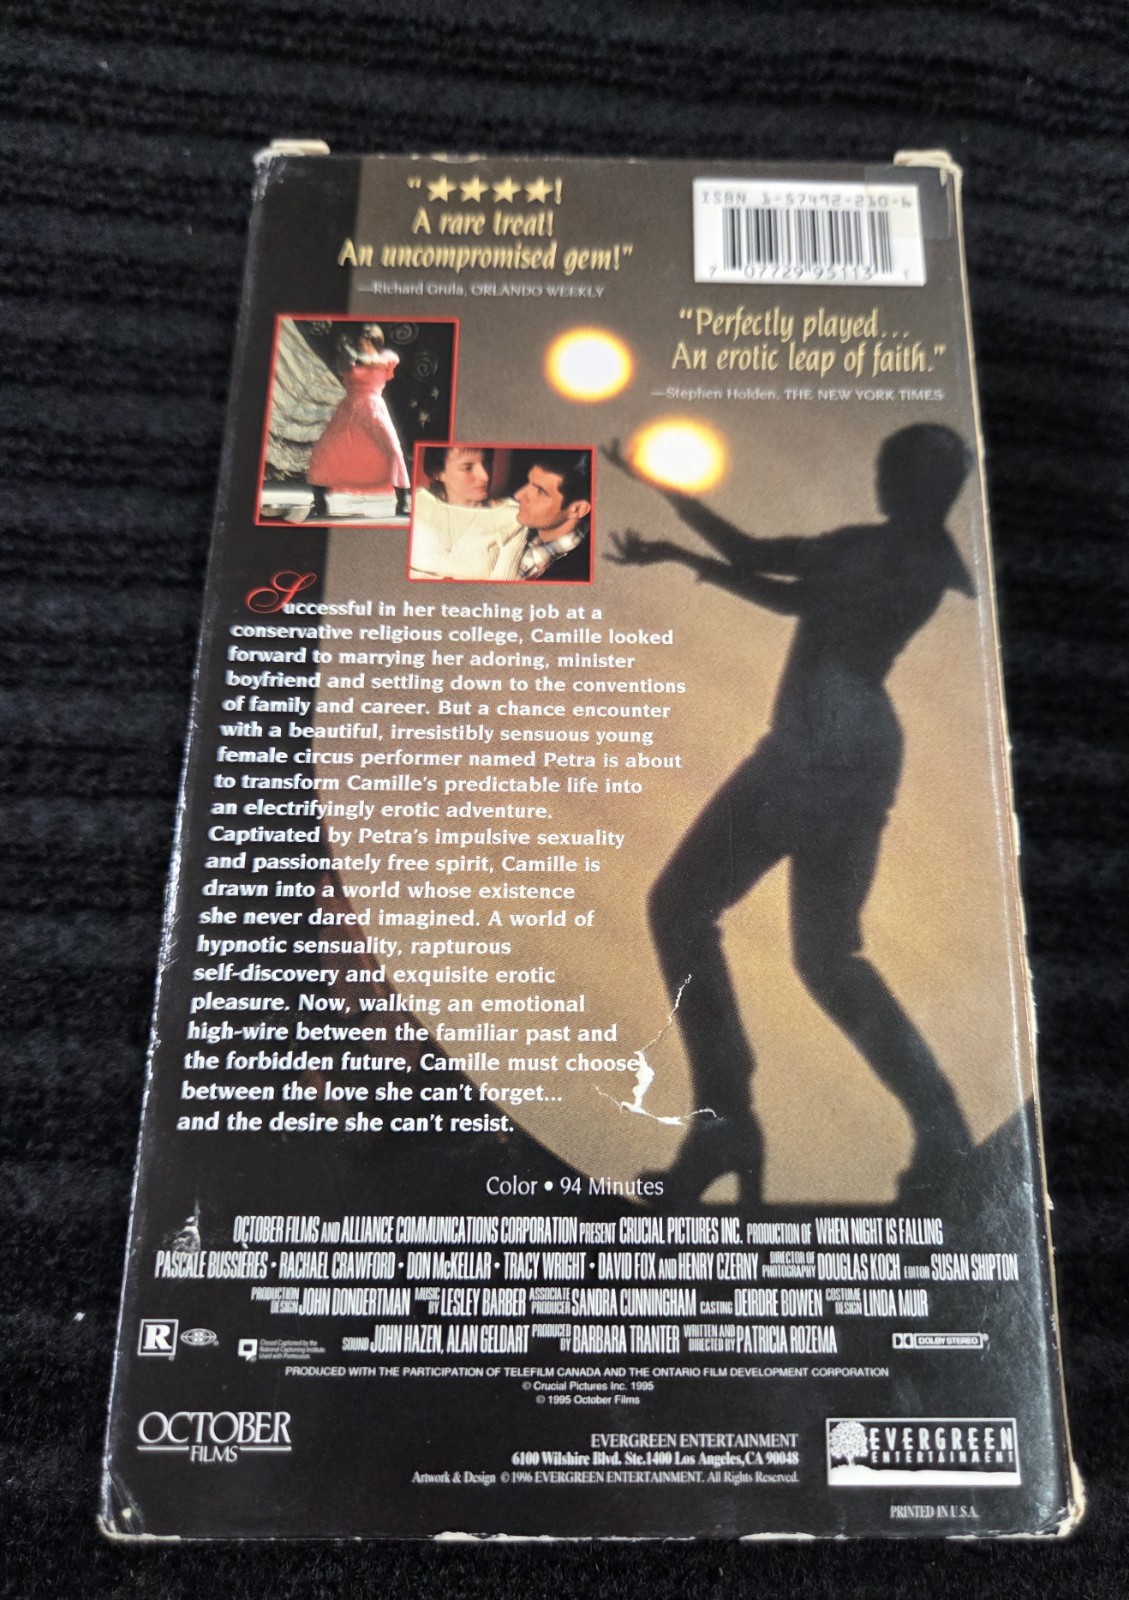 "★★★★!
A rare treat!
An uncompromised gem!"
—Richard Grula, ORLANDO WEEKLY
ISBN 1-57492-210-6
7 07729 95113 1
"Perfectly played...
An erotic leap of faith."
—Stephen Holden, THE NEW YORK TIMES
Successful in her teaching job at a
conservative religious college, Camille looked
forward to marrying her adoring, minister
boyfriend and settling down to the conventions
of family and career. But a chance encounter
with a beautiful, irresistibly sensuous young
female circus performer named Petra is about
to transform Camille's predictable life into
an electrifyingly erotic adventure.
Captivated by Petra's impulsive sexuality
and passionately free spirit, Camille is
drawn into a world whose existence
she never dared imagined. A world of
hypnotic sensuality, rapturous
self-discovery and exquisite erotic
pleasure. Now, walking an emotional
high-wire between the familiar past and
the forbidden future, Camille must choose
between the love she can't forget...
and the desire she can't resist.
Color • 94 Minutes
OCTOBER FILMS AND ALLIANCE COMMUNICATIONS CORPORATION PRESENT CRUCIAL PICTURES INC. PRODUCTION OF WHEN NIGHT IS FALLING
PASCALE BUSSIÈRES • RACHAEL CRAWFORD • DON McKELLAR • TRACY WRIGHT • DAVID FOX AND HENRY CZERNY DIRECTOR OF PHOTOGRAPHY DOUGLAS KOCH EDITOR SUSAN SHIPTON
PRODUCTION DESIGN JOHN DONDERTMAN MUSIC BY LESLEY BARBER ASSOCIATE PRODUCER SANDRA CUNNINGHAM CASTING DEIRDRE BOWEN COSTUME DESIGN LINDA MUIR
SOUND JOHN HAZEN, ALAN GELDART PRODUCED BY BARBARA TRANTER WRITTEN AND DIRECTED BY PATRICIA ROZEMA
R
Closed Captioned by the
National Captioning Institute.
Used with Permission.
DOLBY STEREO
PRODUCED WITH THE PARTICIPATION OF TELEFILM CANADA AND THE ONTARIO FILM DEVELOPMENT CORPORATION
© Crucial Pictures Inc. 1995
© 1995 October Films
OCTOBER
FILMS
EVERGREEN ENTERTAINMENT
6100 Wilshire Blvd. Ste.1400 Los Angeles, CA 90048
Artwork & Design © 1996 EVERGREEN ENTERTAINMENT. All Rights Reserved.
EVERGREEN
ENTERTAINMENT
PRINTED IN U.S.A.